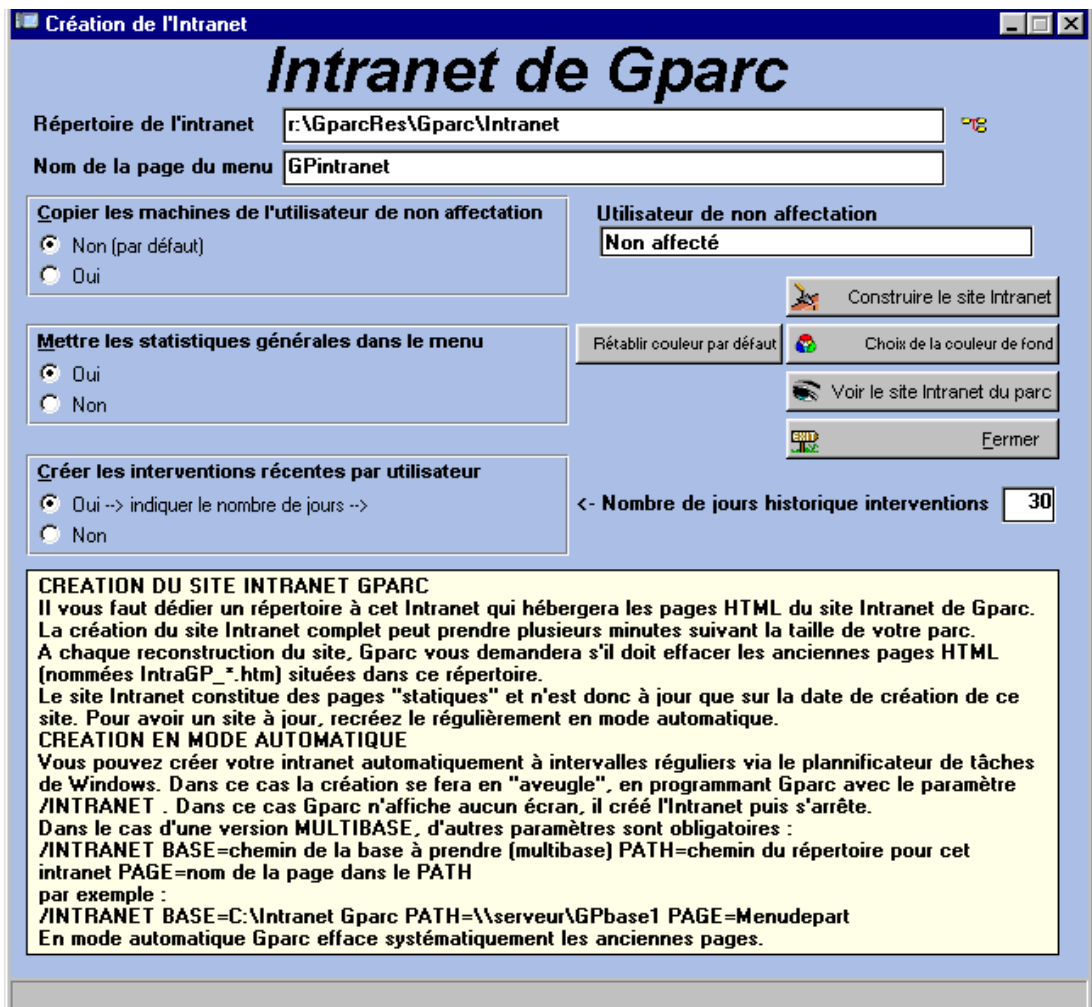 Création de l'Intranet
Intranet de Gparc
Répertoire de l'intranet r:\GparcRes\Gparc\Intranet
Nom de la page du menu GPintranet
Copier les machines de l'utilisateur de non affectation
Non (par défaut)
Oui
Utilisateur de non affectation
Non affecté
Construire le site Intranet
Mettre les statistiques générales dans le menu
Oui
Non
Rétablir couleur par défaut
Choix de la couleur de fond
Voir le site Intranet du parc
EXIT Fermer
Créer les interventions récentes par utilisateur
Oui --> indiquer le nombre de jours -->
Non
<- Nombre de jours historique interventions 30
CREATION DU SITE INTRANET GPARC
Il vous faut dédier un répertoire à cet Intranet qui hébergera les pages HTML du site Intranet de Gparc.
La création du site Intranet complet peut prendre plusieurs minutes suivant la taille de votre parc.
A chaque reconstruction du site, Gparc vous demandera s'il doit effacer les anciennes pages HTML
(nommées IntraGP_*.htm) situées dans ce répertoire.
Le site Intranet constitue des pages "statiques" et n'est donc à jour que sur la date de création de ce
site. Pour avoir un site à jour, recréez le régulièrement en mode automatique.
CREATION EN MODE AUTOMATIQUE
Vous pouvez créer votre intranet automatiquement à intervalles réguliers via le plannificateur de tâches
de Windows. Dans ce cas la création se fera en "aveugle", en programmant Gparc avec le paramètre
/INTRANET . Dans ce cas Gparc n'affiche aucun écran, il créé l'Intranet puis s'arrête.
Dans le cas d'une version MULTIBASE, d'autres paramètres sont obligatoires :
/INTRANET BASE=chemin de la base à prendre (multibase) PATH=chemin du répertoire pour cet
intranet PAGE=nom de la page dans le PATH
par exemple :
/INTRANET BASE=C:\Intranet Gparc PATH=\\serveur\GPbase1 PAGE=Menudepart
En mode automatique Gparc efface systématiquement les anciennes pages.